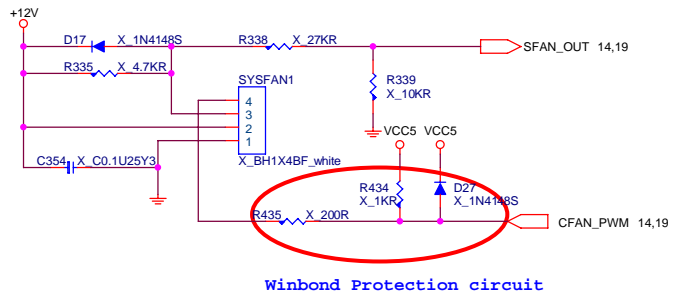 +12V
D17 X_1N4148S
R338 X_27KR
SFAN_OUT 14,19
R335 X_4.7KR
SYSFAN1
R339
X_10KR
4
3
2
1
VCC5 VCC5
C354 X_C0.1U25Y3
X_BH1X4BF_white
R434
X_1KR
D27
X_1N4148S
R435 X_200R
CFAN_PWM 14,19
Winbond Protection circuit